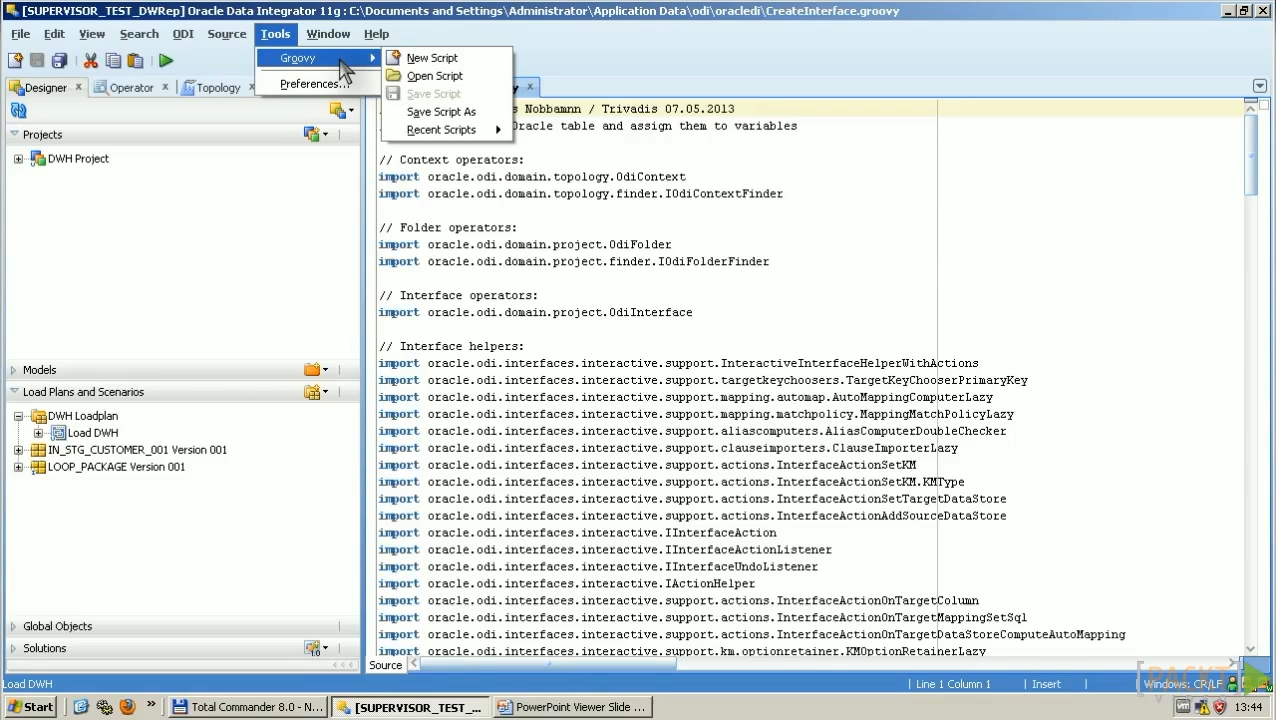 [SUPERVISOR_TEST_DWRep] Oracle Data Integrator 11g : C:\Documents and Settings\Administrator\Application Data\odi\oracledi\CreateInterface.groovy
File Edit View Search ODI Source Tools Window Help
Groovy
Preferences...
New Script
Open Script
Save Script
Save Script As
Recent Scripts
Designer
Operator
Topology
Projects
DWH Project
Models
Load Plans and Scenarios
DWH Loadplan
Load DWH
IN_STG_CUSTOMER_001 Version 001
LOOP_PACKAGE Version 001
Global Objects
Solutions
Nobbamnn / Trivadis 07.05.2013
Oracle table and assign them to variables
// Context operators:
import oracle.odi.domain.topology.OdiContext
import oracle.odi.domain.topology.finder.IOdiContextFinder
// Folder operators:
import oracle.odi.domain.project.OdiFolder
import oracle.odi.domain.project.finder.IOdiFolderFinder
// Interface operators:
import oracle.odi.domain.project.OdiInterface
// Interface helpers:
import oracle.odi.interfaces.interactive.support.InteractiveInterfaceHelperWithActions
import oracle.odi.interfaces.interactive.support.targetkeychoosers.TargetKeyChooserPrimaryKey
import oracle.odi.interfaces.interactive.support.mapping.automap.AutoMappingComputerLazy
import oracle.odi.interfaces.interactive.support.mapping.matchpolicy.MappingMatchPolicyLazy
import oracle.odi.interfaces.interactive.support.aliascomputers.AliasComputerDoubleChecker
import oracle.odi.interfaces.interactive.support.clauseimporters.ClauseImporterLazy
import oracle.odi.interfaces.interactive.support.actions.InterfaceActionSetKM
import oracle.odi.interfaces.interactive.support.actions.InterfaceActionSetKM.KMType
import oracle.odi.interfaces.interactive.support.actions.InterfaceActionSetTargetDataStore
import oracle.odi.interfaces.interactive.support.actions.InterfaceActionAddSourceDataStore
import oracle.odi.interfaces.interactive.IInterfaceAction
import oracle.odi.interfaces.interactive.IInterfaceActionListener
import oracle.odi.interfaces.interactive.IInterfaceUndoListener
import oracle.odi.interfaces.interactive.IActionHelper
import oracle.odi.interfaces.interactive.support.actions.InterfaceActionOnTargetColumn
import oracle.odi.interfaces.interactive.support.actions.InterfaceActionOnTargetMappingSetSql
import oracle.odi.interfaces.interactive.support.actions.InterfaceActionOnTargetDataStoreComputeAutoMapping
import oracle.odi.interfaces.interactive.support.km.optionretainer.KMOptionRetainerLazy
Source
Load DWH
Line 1 Column 1
Insert
Windows: CR/LF
PACKT
Start
Total Commander 8.0 - N...
[SUPERVISOR_TEST_...
PowerPoint Viewer Slide ...
13:44